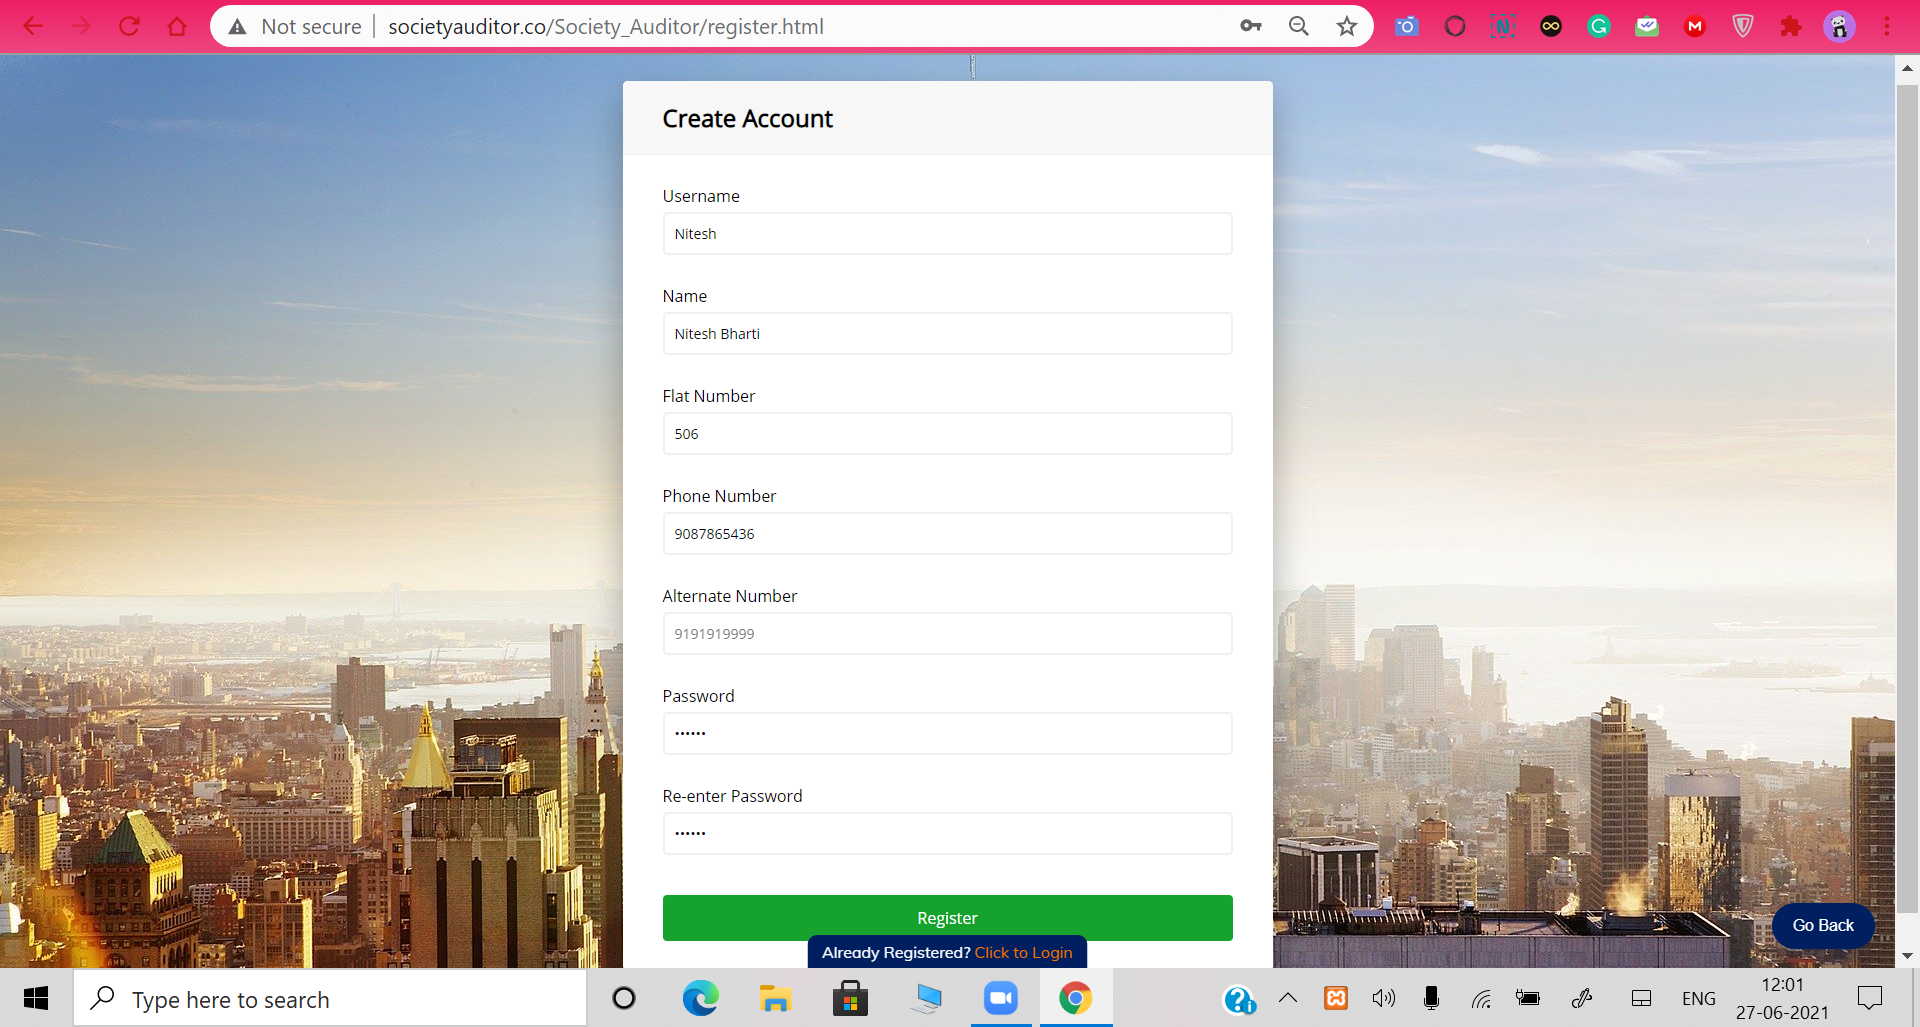 Not secure societyauditor.co/Society_Auditor/register.html
Create Account
Username
Nitesh
Name
Nitesh Bharti
Flat Number
506
Phone Number
9087865436
Alternate Number
9191919999
Password
••••••
Re-enter Password
••••••
Register
Already Registered? Click to Login
Go Back
Type here to search
ENG
12:01
27-06-2021